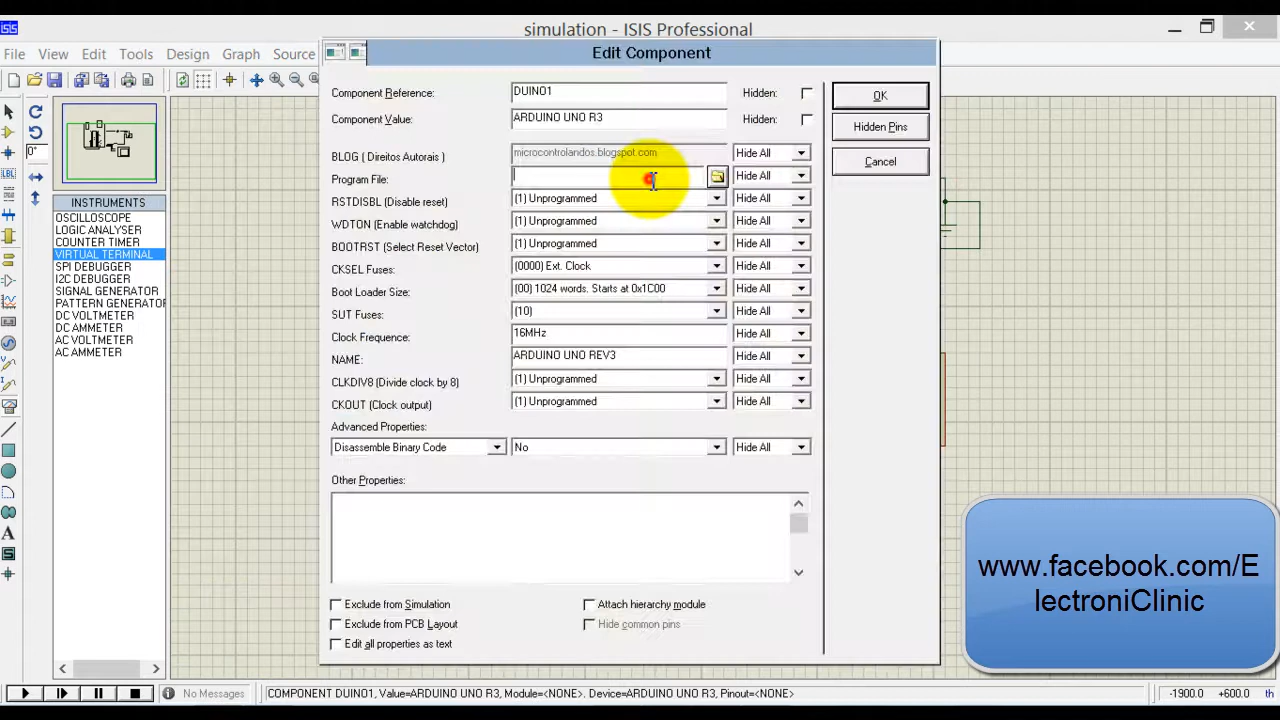 simulation - ISIS Professional
isis
File View Edit Tools Design Graph Source
Edit Component
Component Reference: DUINO1 Hidden:
Component Value: ARDUINO UNO R3 Hidden:
BLOG ( Direitos Autorais ) microcontrolandos.blogspot.com Hide All
Program File: Hide All
RSTDISBL (Disable reset) (1) Unprogrammed Hide All
WDTON (Enable watchdog) (1) Unprogrammed Hide All
BOOTRST (Select Reset Vector) (1) Unprogrammed Hide All
CKSEL Fuses: (0000) Ext. Clock Hide All
Boot Loader Size: (00) 1024 words. Starts at 0x1C00 Hide All
SUT Fuses: (10) Hide All
Clock Frequency: 16MHz Hide All
NAME: ARDUINO UNO REV3 Hide All
CLKDIV8 (Divide clock by 8) (1) Unprogrammed Hide All
CKOUT (Clock output) (1) Unprogrammed Hide All
Advanced Properties:
Disassemble Binary Code No Hide All
Other Properties:
Exclude from Simulation Attach hierarchy module
Exclude from PCB Layout Hide common pins
Edit all properties as text
OK
Hidden Pins
Cancel
0°
INSTRUMENTS
OSCILLOSCOPE
LOGIC ANALYSER
COUNTER TIMER
VIRTUAL TERMINAL
SPI DEBUGGER
I2C DEBUGGER
SIGNAL GENERATOR
PATTERN GENERATOR
DC VOLTMETER
DC AMMETER
AC VOLTMETER
AC AMMETER
A
www.facebook.com/E
lectroniClinic
No Messages COMPONENT DUINO1, Value=ARDUINO UNO R3, Module=<NONE>. Device=ARDUINO UNO R3, Pinout=<NONE> -1900.0 +600.0 th